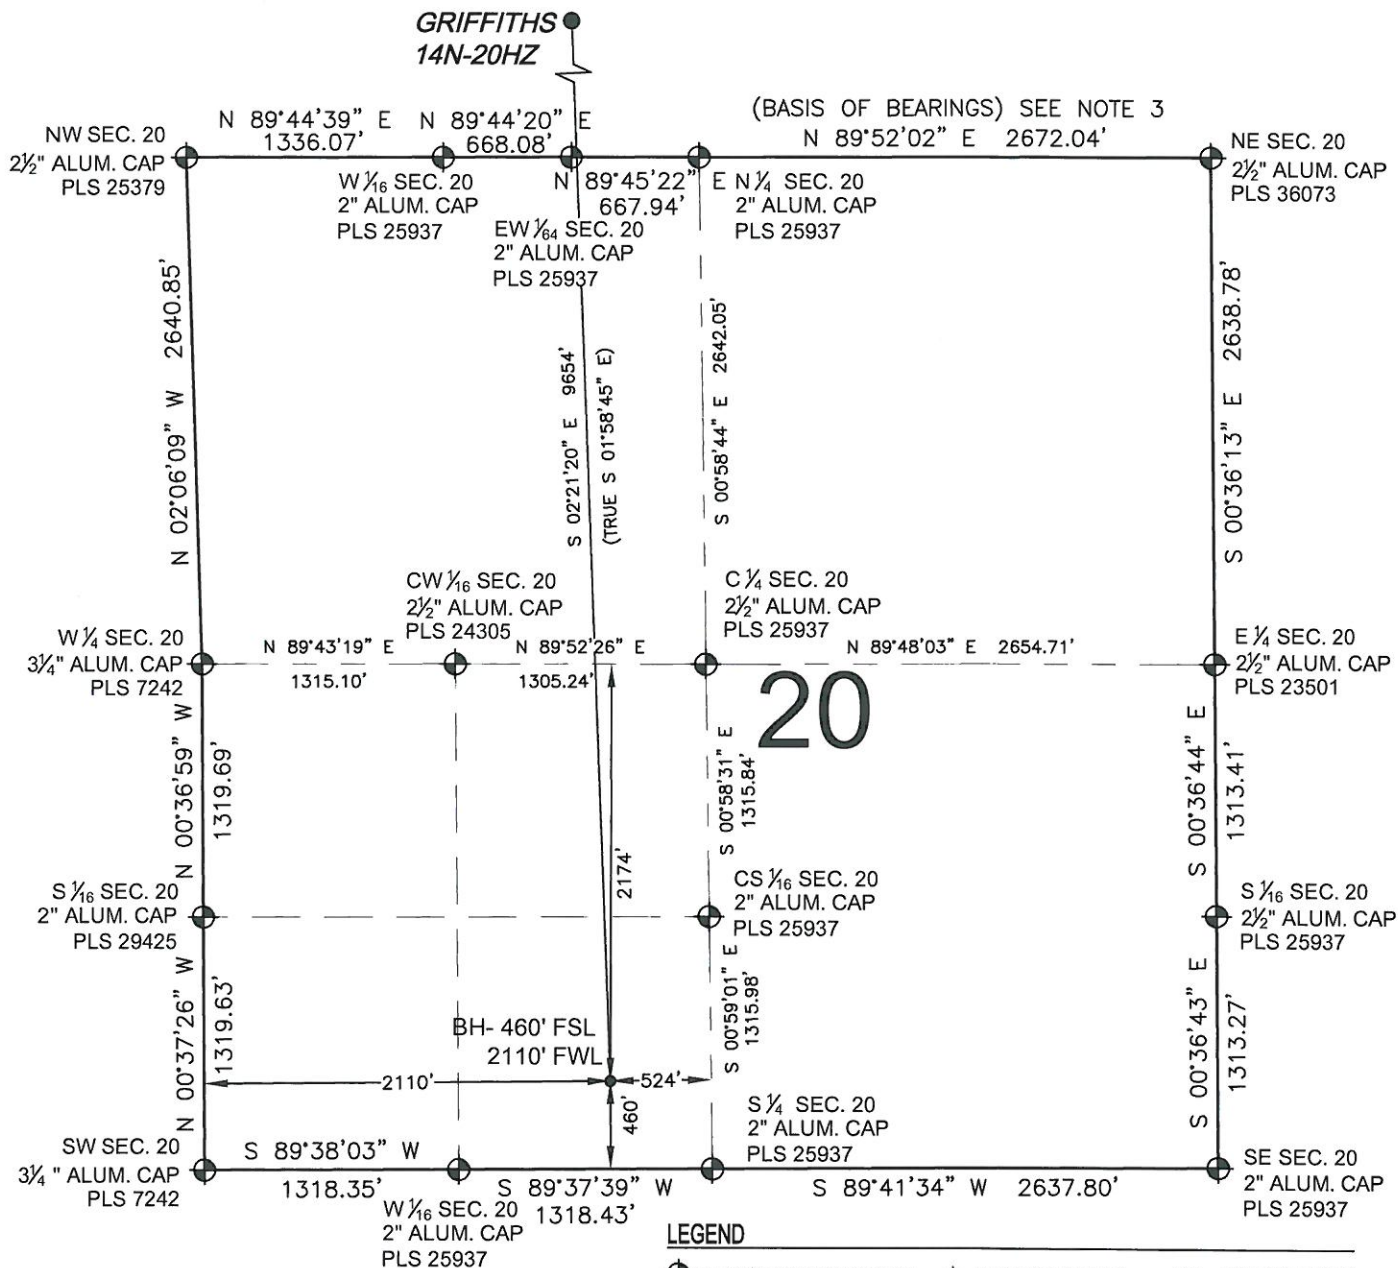 GRIFFITHS
14N-20HZ
(BASIS OF BEARINGS) SEE NOTE 3
N 89°44'39" E
1336.07'
N 89°44'20" E
668.08'
N 89°52'02" E 2672.04'
NW SEC. 20
2½" ALUM. CAP
PLS 25379
NE SEC. 20
2½" ALUM. CAP
PLS 36073
W ⅟16 SEC. 20
2" ALUM. CAP
PLS 25937
N 89°45'22" E
667.94'
N ¼ SEC. 20
2" ALUM. CAP
PLS 25937
EW ⅟64 SEC. 20
2" ALUM. CAP
PLS 25937
N 02°06'09" W 2640.85'
S 02°21'20" E 9654'
(TRUE S 01°58'45" E)
S 00°58'44" E 2642.05'
S 00°36'13" E 2638.78'
CW ⅟16 SEC. 20
2½" ALUM. CAP
PLS 24305
C ¼ SEC. 20
2½" ALUM. CAP
PLS 25937
W ¼ SEC. 20
3¼" ALUM. CAP
PLS 7242
N 89°43'19" E
1315.10'
N 89°52'26" E
1305.24'
N 89°48'03" E 2654.71'
E ¼ SEC. 20
2½" ALUM. CAP
PLS 23501
20
N 00°36'59" W
1319.69'
2174'
S 00°58'31" E
1315.84'
S 00°36'44" E
1313.41'
S ⅟16 SEC. 20
2" ALUM. CAP
PLS 29425
CS ⅟16 SEC. 20
2" ALUM. CAP
PLS 25937
S ⅟16 SEC. 20
2½" ALUM. CAP
PLS 25937
N 00°37'26" W
1319.63'
BH- 460' FSL
2110' FWL
S 00°59'01" E
1315.98'
S 00°36'43" E
1313.27'
2110'
524'
460'
S ¼ SEC. 20
2" ALUM. CAP
PLS 25937
SW SEC. 20
3¼" ALUM. CAP
PLS 7242
S 89°38'03" W
1318.35'
S 89°37'39" W
1318.43'
S 89°41'34" W 2637.80'
SE SEC. 20
2" ALUM. CAP
PLS 25937
W ⅟16 SEC. 20
2" ALUM. CAP
PLS 25937
LEGEND